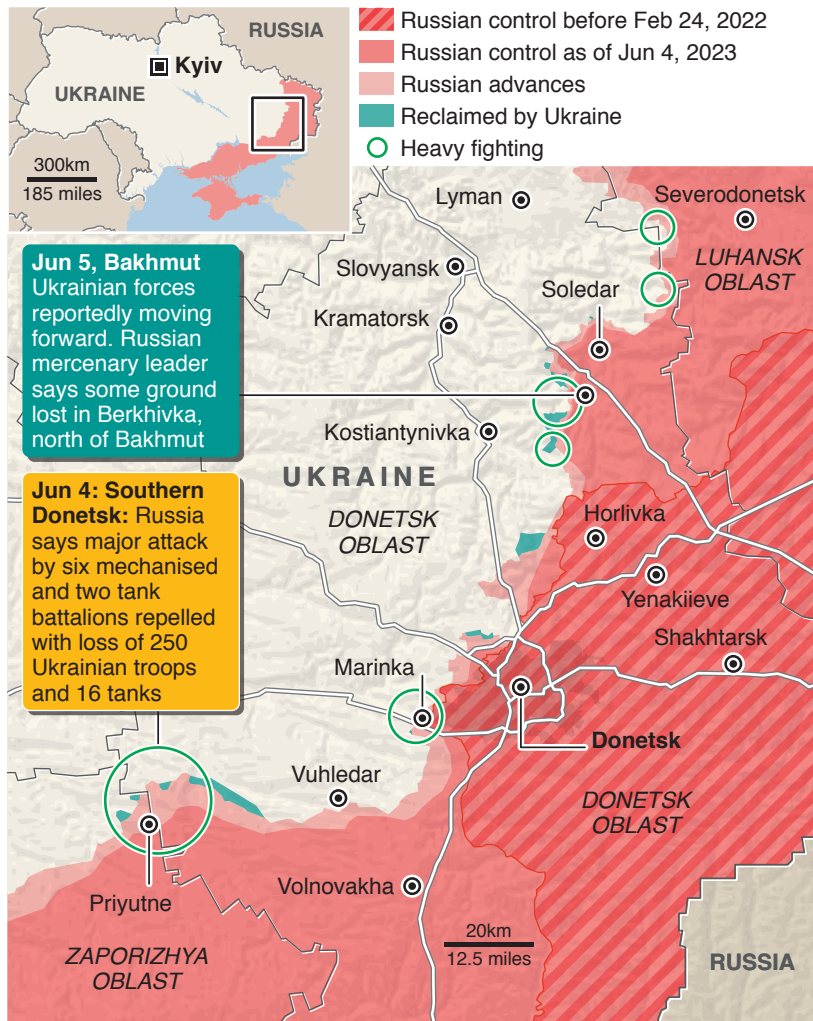 RUSSIA
Kyiv
UKRAINE
300km
185 miles
Russian control before Feb 24, 2022
Russian control as of Jun 4, 2023
Russian advances
Reclaimed by Ukraine
Heavy fighting
Lyman
Severodonetsk
LUHANSK
OBLAST
Slovyansk
Soledar
Kramatorsk
Jun 5, Bakhmut
Ukrainian forces
reportedly moving
forward. Russian
mercenary leader
says some ground
lost in Berkhivka,
north of Bakhmut
Kostiantynivka
UKRAINE
DONETSK
OBLAST
Horlivka
Yenakiieve
Shakhtarsk
Jun 4: Southern
Donetsk: Russia
says major attack
by six mechanised
and two tank
battalions repelled
with loss of 250
Ukrainian troops
and 16 tanks
Marinka
Donetsk
Vuhledar
DONETSK
OBLAST
Priyutne
Volnovakha
20km
12.5 miles
ZAPORIZHYA
OBLAST
RUSSIA